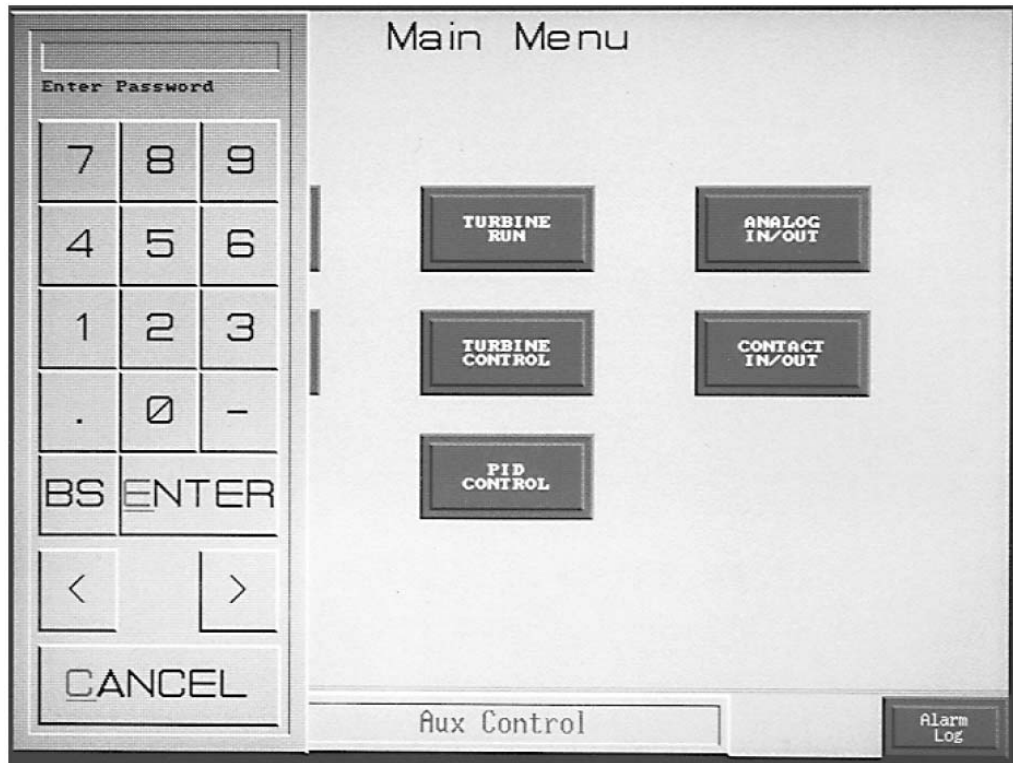 Main Menu
Enter Password
7 8 9
4 5 6
1 2 3
. 0 -
BS ENTER
< >
CANCEL
TURBINE
RUN
ANALOG
IN/OUT
TURBINE
CONTROL
CONTACT
IN/OUT
PID
CONTROL
Aux Control
Alarm
Log